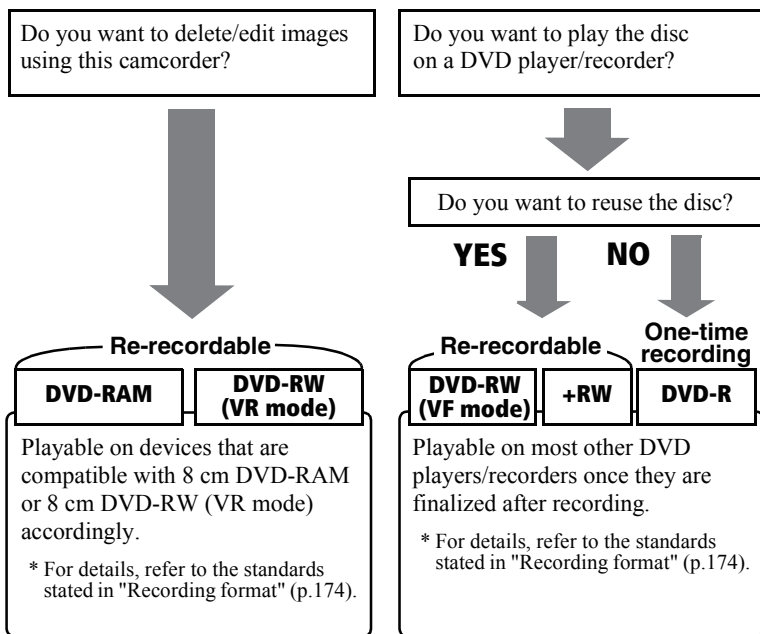 Do you want to delete/edit images
using this camcorder?
Do you want to play the disc
on a DVD player/recorder?
Do you want to reuse the disc?
YES
NO
Re-recordable
DVD-RAM
DVD-RW
(VR mode)
Playable on devices that are
compatible with 8 cm DVD-RAM
or 8 cm DVD-RW (VR mode)
accordingly.
* For details, refer to the standards
stated in "Recording format" (p.174).
Re-recordable
One-time
recording
DVD-RW
(VF mode)
+RW
DVD-R
Playable on most other DVD
players/recorders once they are
finalized after recording.
* For details, refer to the standards
stated in "Recording format" (p.174).